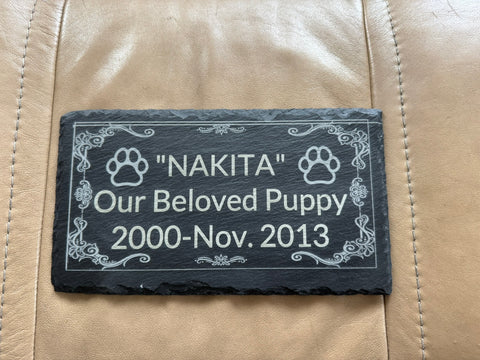 "NAKITA"
Our Beloved Puppy
2000-Nov. 2013